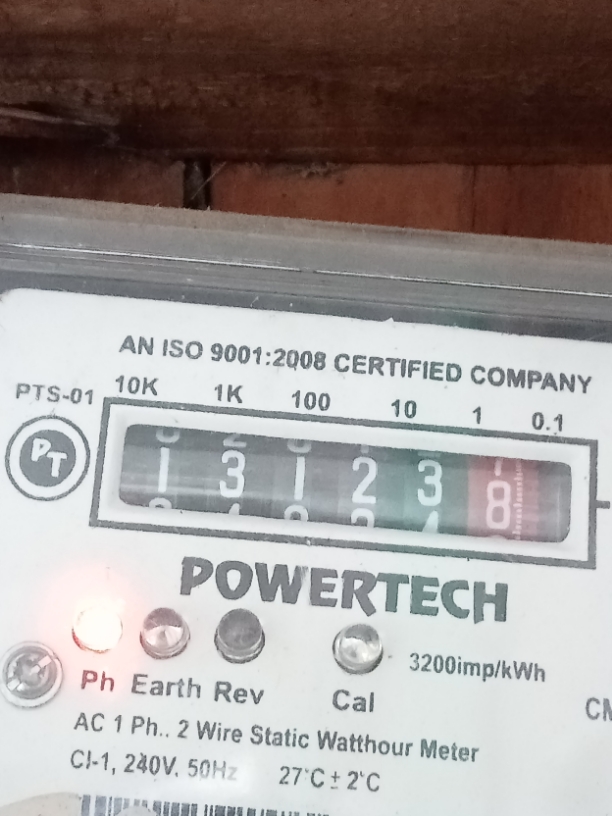 AN ISO 9001:2008 CERTIFIED COMPANY
PTS-01 10K 1K 100 10 1 0.1
PT
1 3 1 2 3 8
POWERTECH
3200imp/kWh
Ph Earth Rev Cal
CM
AC 1 Ph.. 2 Wire Static Watthour Meter
Cl-1, 240V. 50Hz 27°C ± 2°C